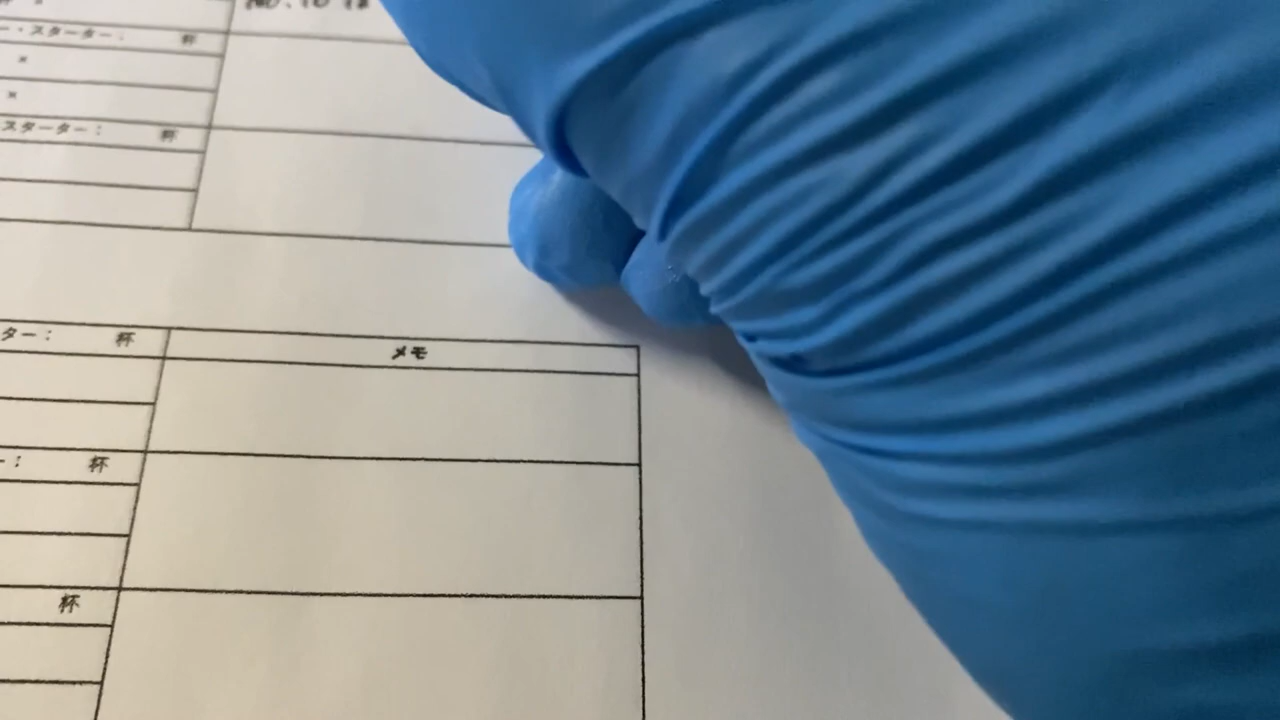 ・スターター: 杯
×
×
スターター: 杯
ター: 杯 メモ
ー: 杯
杯